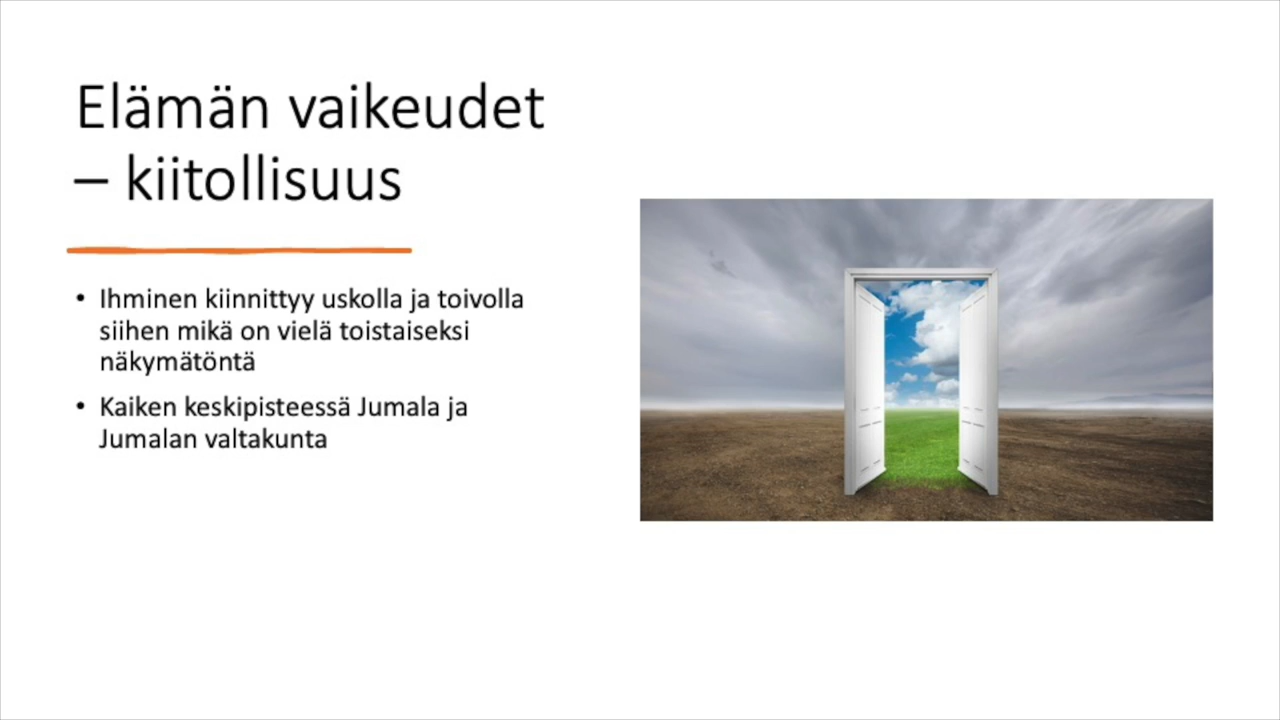 Elämän vaikeudet
– kiitollisuus
• Ihminen kiinnittyy uskolla ja toivolla
siihen mikä on vielä toistaiseksi
näkymätöntä
• Kaiken keskipisteessä Jumala ja
Jumalan valtakunta